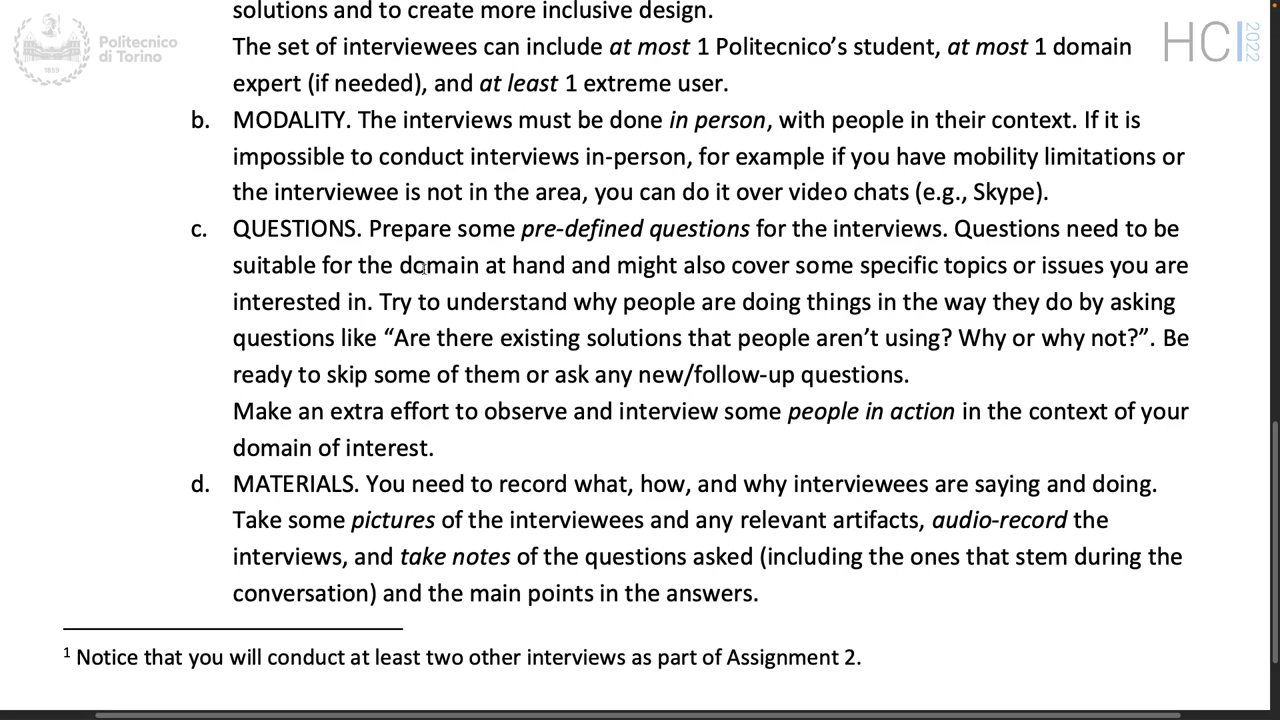 Politecnico
di Torino
1859
HCI 2022
solutions and to create more inclusive design.
The set of interviewees can include at most 1 Politecnico’s student, at most 1 domain
expert (if needed), and at least 1 extreme user.
b. MODALITY. The interviews must be done in person, with people in their context. If it is
impossible to conduct interviews in-person, for example if you have mobility limitations or
the interviewee is not in the area, you can do it over video chats (e.g., Skype).
c. QUESTIONS. Prepare some pre-defined questions for the interviews. Questions need to be
suitable for the domain at hand and might also cover some specific topics or issues you are
interested in. Try to understand why people are doing things in the way they do by asking
questions like “Are there existing solutions that people aren’t using? Why or why not?”. Be
ready to skip some of them or ask any new/follow-up questions.
Make an extra effort to observe and interview some people in action in the context of your
domain of interest.
d. MATERIALS. You need to record what, how, and why interviewees are saying and doing.
Take some pictures of the interviewees and any relevant artifacts, audio-record the
interviews, and take notes of the questions asked (including the ones that stem during the
conversation) and the main points in the answers.
1 Notice that you will conduct at least two other interviews as part of Assignment 2.